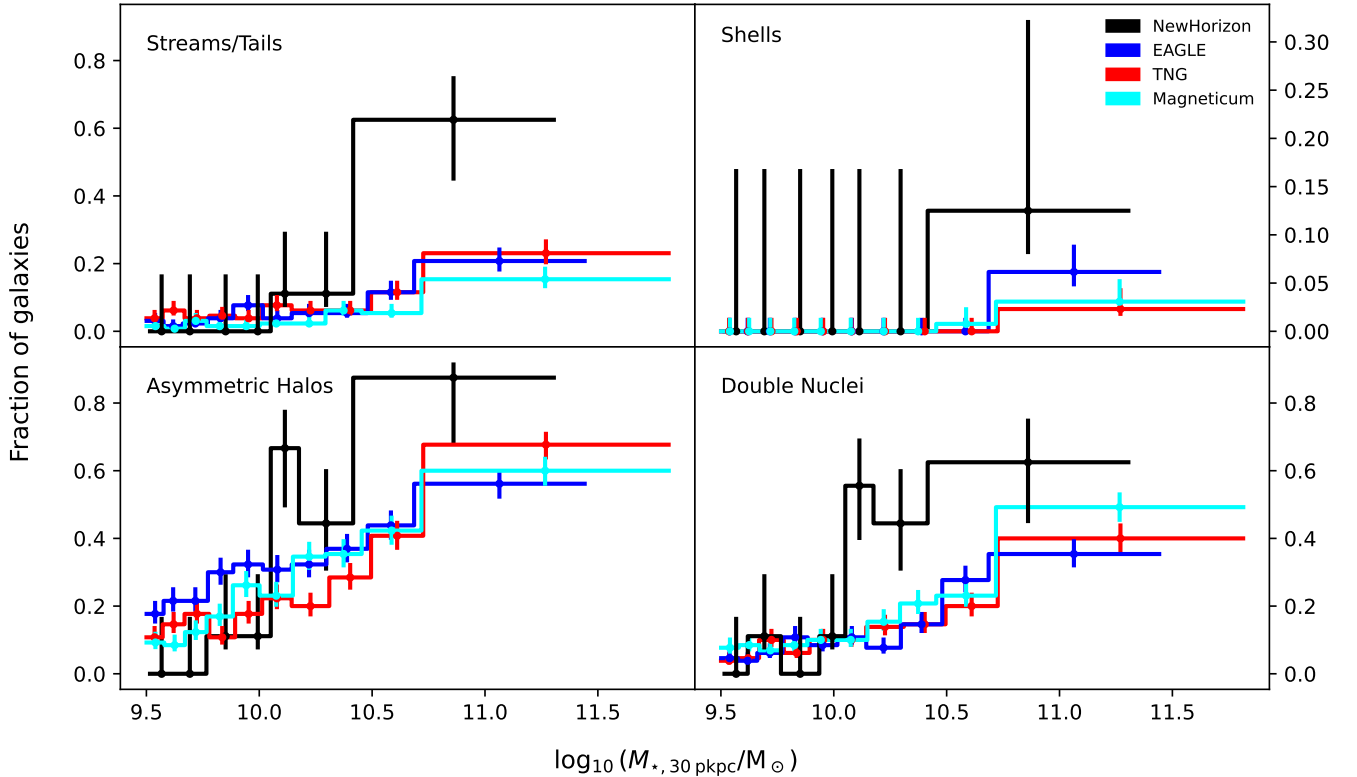 Streams/Tails
Shells
NewHorizon
EAGLE
TNG
Magneticum
0.8
0.6
0.4
0.2
0.0
0.30
0.25
0.20
0.15
0.10
0.05
0.00
Asymmetric Halos
Double Nuclei
0.8
0.6
0.4
0.2
0.0
0.8
0.6
0.4
0.2
0.0
9.5 10.0 10.5 11.0 11.5
9.5 10.0 10.5 11.0 11.5
Fraction of galaxies
log₁₀ (M⋆, 30 pkpc/M⊙)